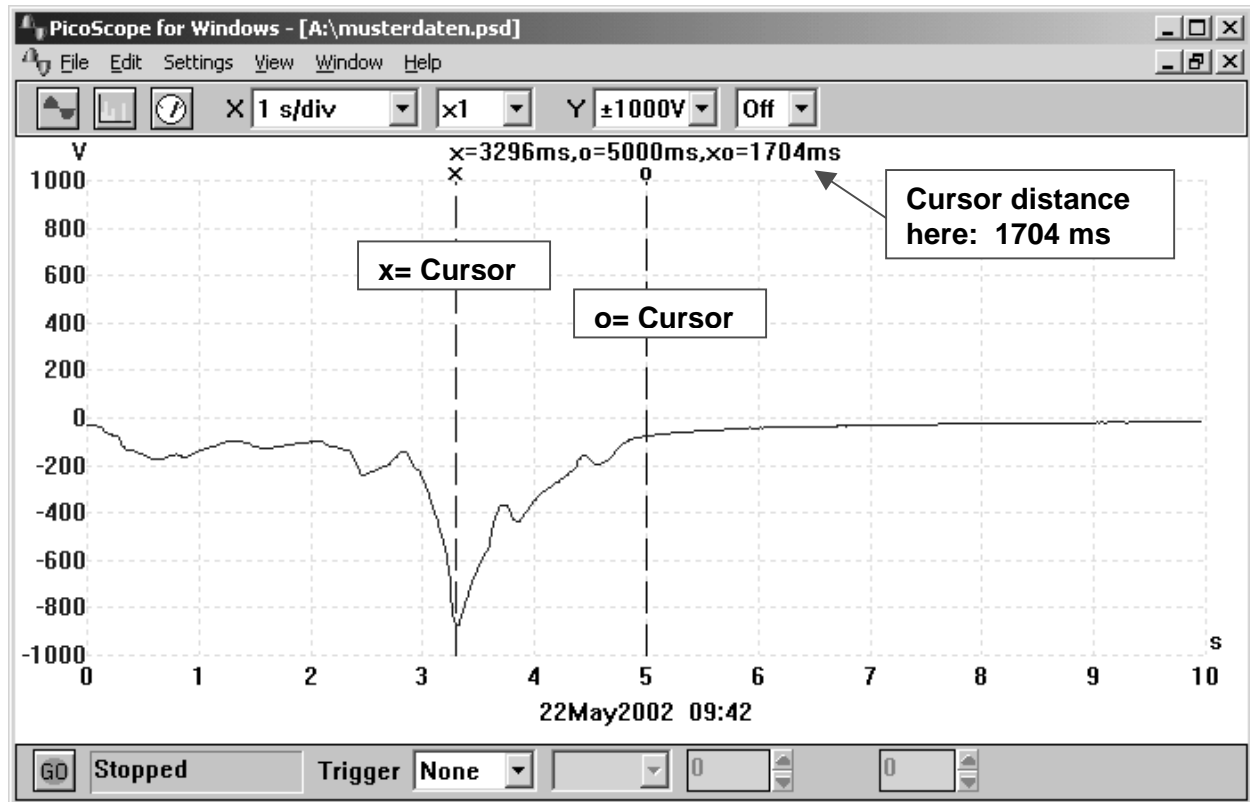 PicoScope for Windows - [A:\musterdaten.psd]
File Edit Settings View Window Help
X 1 s/div x1 Y ±1000V Off
V
x=3296ms,o=5000ms,xo=1704ms
x o
1000
800
600
400
200
0
-200
-400
-600
-800
-1000
Cursor distance
here: 1704 ms
x= Cursor
o= Cursor
s
0 1 2 3 4 5 6 7 8 9 10
22May2002 09:42
GO Stopped Trigger None 0 0